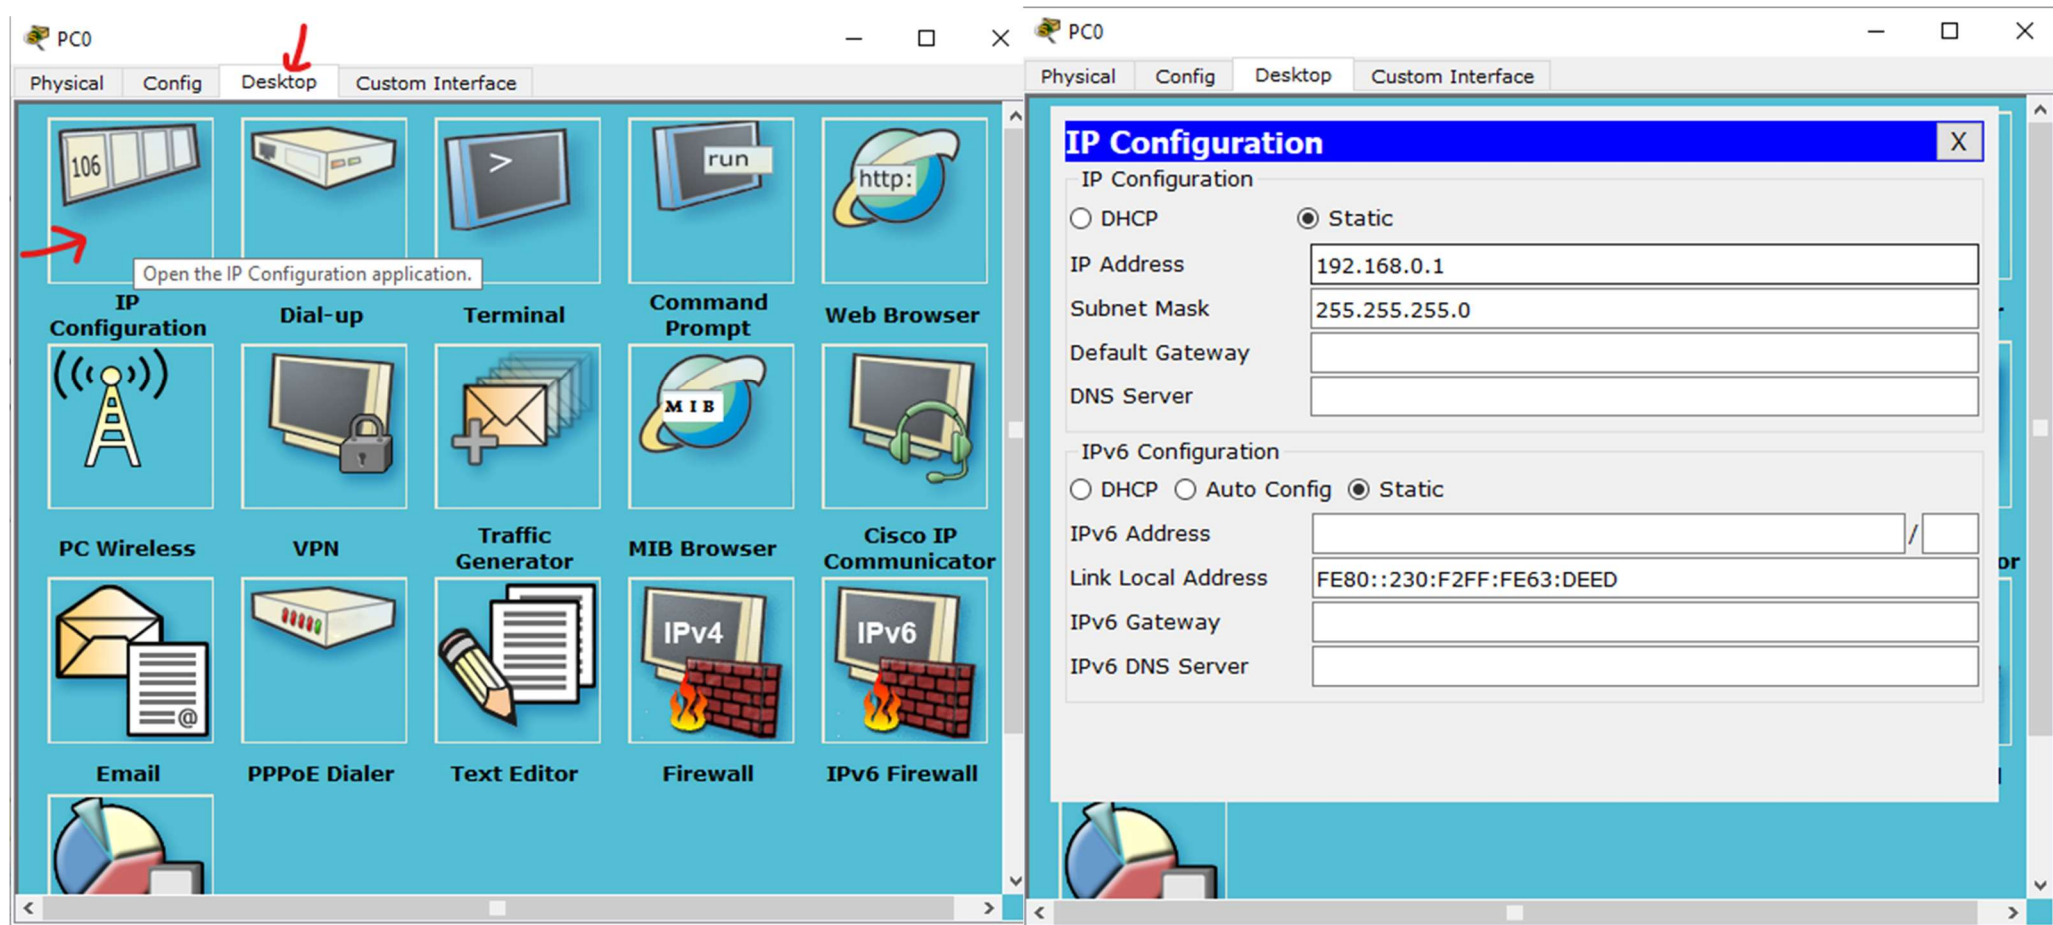 PC0
Physical Config Desktop Custom Interface
106
>
run
http:
Open the IP Configuration application.
IP
Configuration
Dial-up
Terminal
Command
Prompt
Web Browser
MIB
PC Wireless
VPN
Traffic
Generator
MIB Browser
Cisco IP
Communicator
@
IPv4
IPv6
Email
PPPoE Dialer
Text Editor
Firewall
IPv6 Firewall
PC0
Physical Config Desktop Custom Interface
IP Configuration X
IP Configuration
DHCP Static
IP Address 192.168.0.1
Subnet Mask 255.255.255.0
Default Gateway
DNS Server
IPv6 Configuration
DHCP Auto Config Static
IPv6 Address /
Link Local Address FE80::230:F2FF:FE63:DEED
IPv6 Gateway
IPv6 DNS Server
or